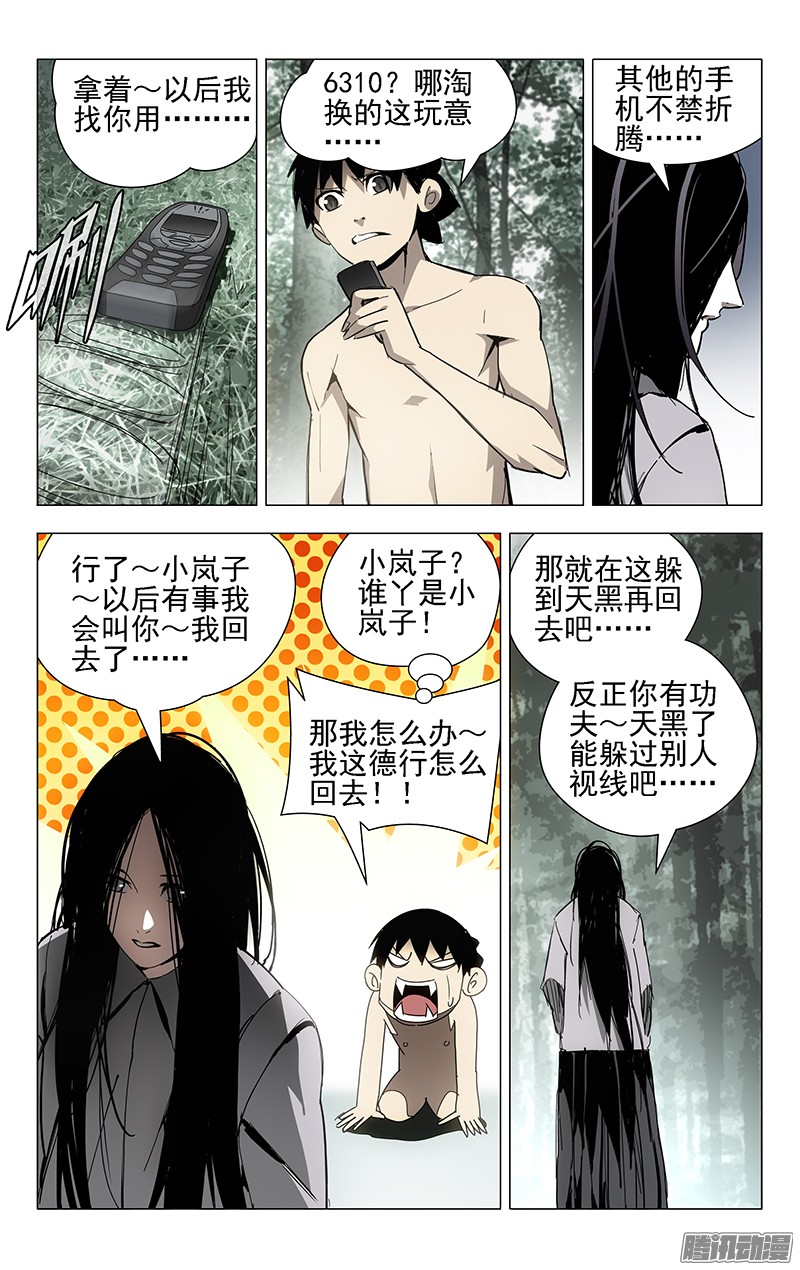 拿着～以后我
找你用………
唰
6310？哪淘
换的这玩意
……
其他的手
机不禁折
腾……
行了～小岚子
～以后有事我
会叫你～我回
去了……
小岚子？
谁丫是小
岚子！
那我怎么办～
我这德行怎么
回去！！
那就在这躲
到天黑再回
去吧……
反正你有功
夫～天黑了
能躲过别人
视线吧……
腾讯动漫